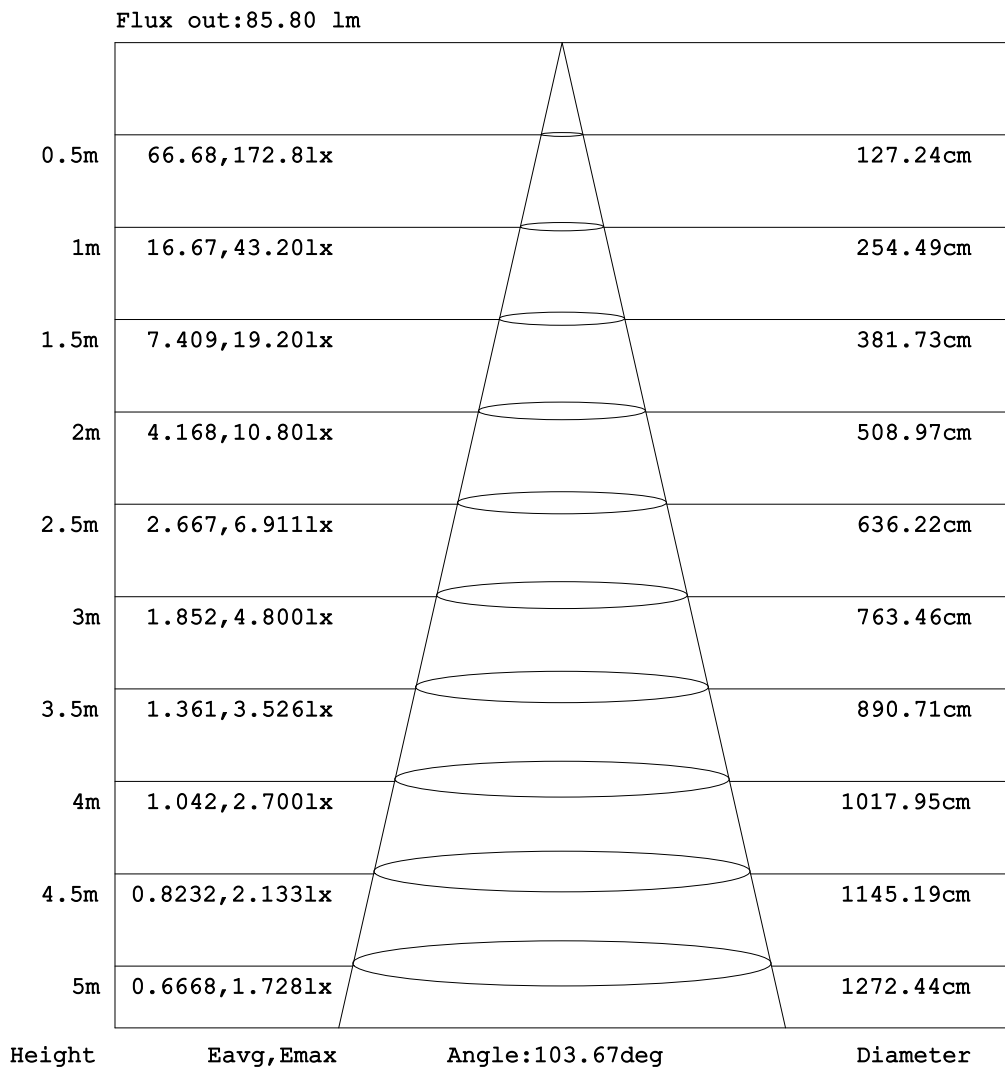 Flux out:85.80 lm
0.5m 66.68,172.8lx 127.24cm
1m 16.67,43.20lx 254.49cm
1.5m 7.409,19.20lx 381.73cm
2m 4.168,10.80lx 508.97cm
2.5m 2.667,6.911lx 636.22cm
3m 1.852,4.800lx 763.46cm
3.5m 1.361,3.526lx 890.71cm
4m 1.042,2.700lx 1017.95cm
4.5m 0.8232,2.133lx 1145.19cm
5m 0.6668,1.728lx 1272.44cm
Height Eavg,Emax Angle:103.67deg Diameter